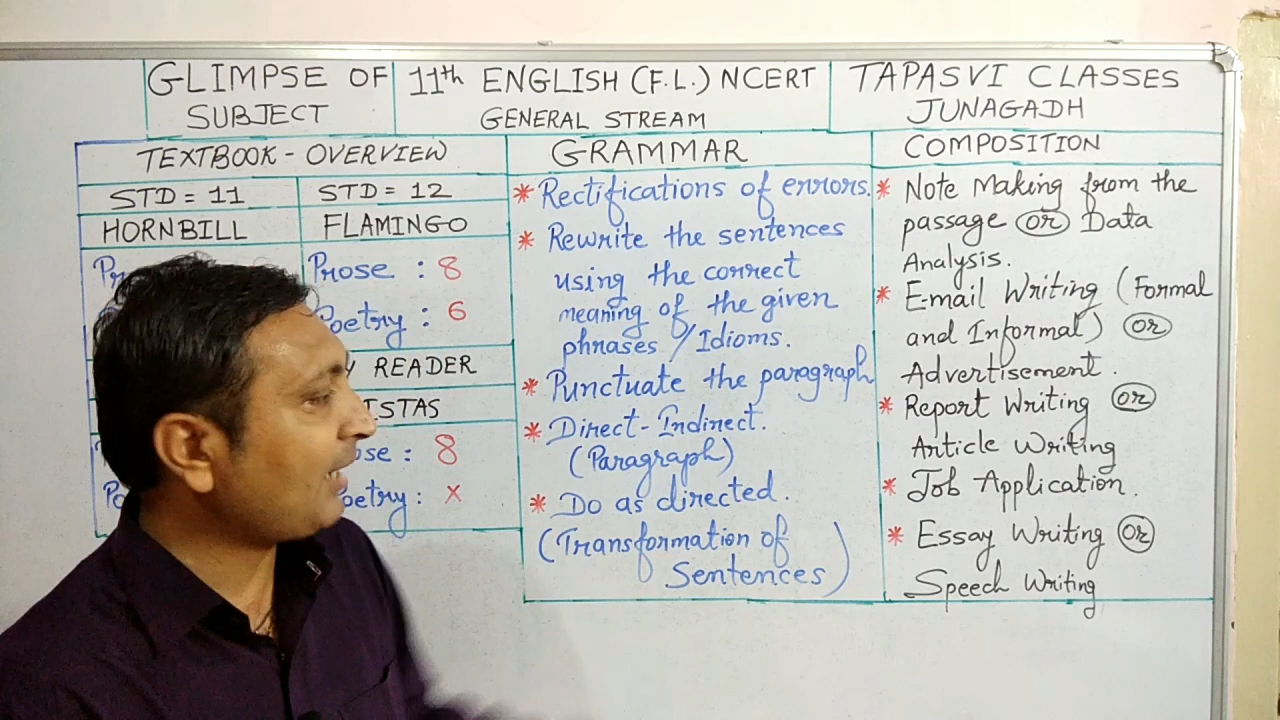 GLIMPSE OF
SUBJECT
11th ENGLISH (F.L.) NCERT
GENERAL STREAM
TAPASVI CLASSES
JUNAGADH
TEXTBOOK - OVERVIEW
STD = 11
STD = 12
HORNBILL
FLAMINGO
Prose : 8
Poetry : 6
READER
Poetry : x
GRAMMAR
* Rectifications of errors.
* Rewrite the sentences
using the correct
meaning of the given
phrases / Idioms.
* Punctuate the paragraph
* Direct - Indirect.
(Paragraph)
* Do as directed.
(Transformation of
Sentences)
COMPOSITION
* Note Making from the
passage or Data
Analysis.
* E-mail Writing (Formal
and Informal) or
Advertisement.
* Report Writing or
Article Writing
* Job Application.
* Essay Writing or
Speech Writing